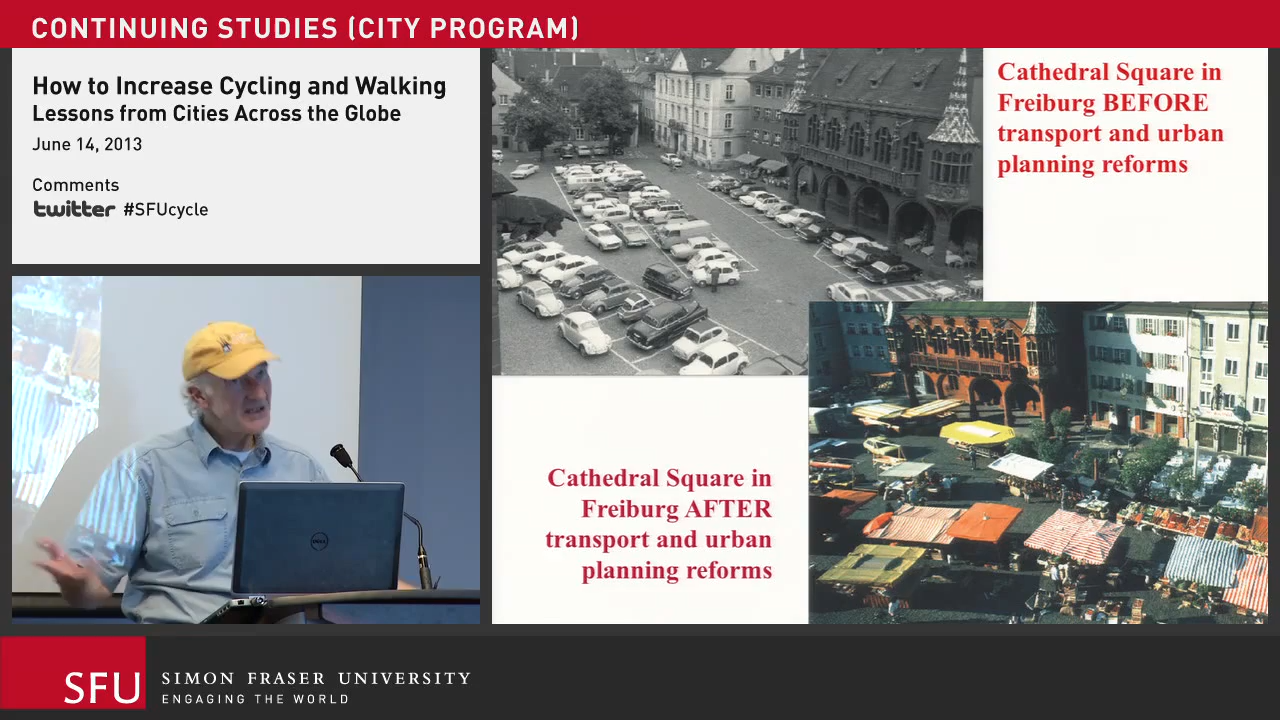 CONTINUING STUDIES (CITY PROGRAM)
How to Increase Cycling and Walking
Lessons from Cities Across the Globe
June 14, 2013
Comments
twitter #SFUcycle
Cathedral Square in
Freiburg BEFORE
transport and urban
planning reforms
Cathedral Square in
Freiburg AFTER
transport and urban
planning reforms
DELL
SFU
SIMON FRASER UNIVERSITY
ENGAGING THE WORLD